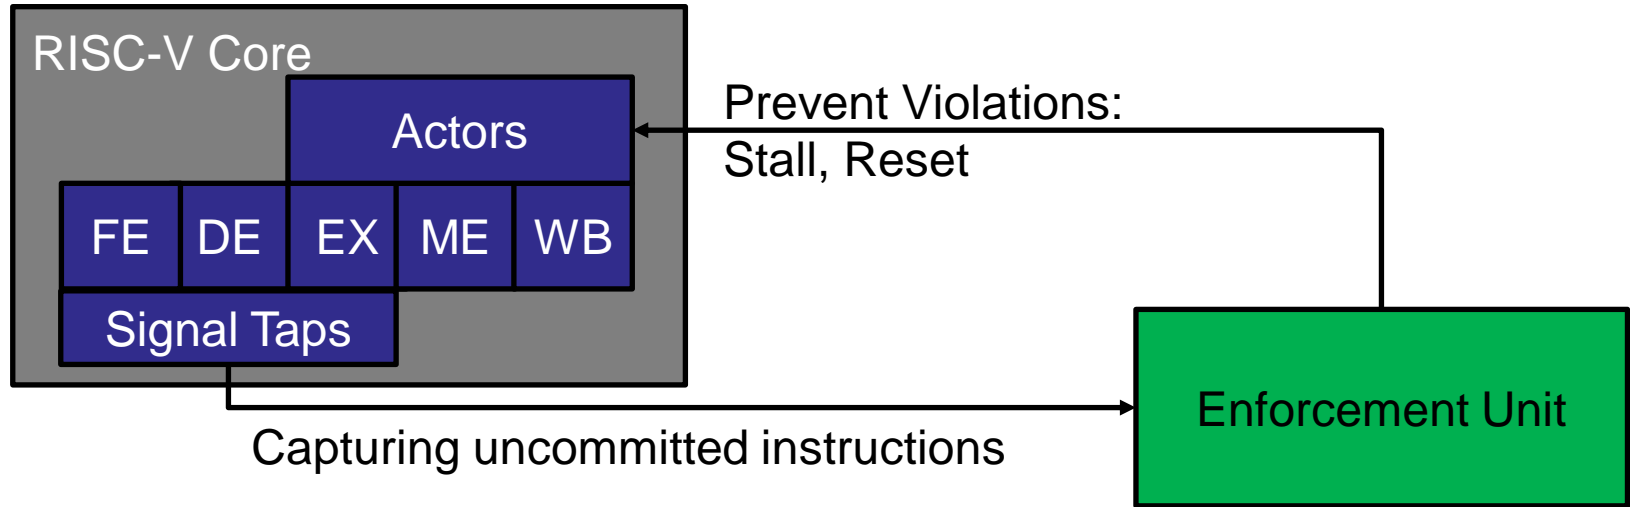 RISC-V Core
Actors
FE DE EX ME WB
Signal Taps
Prevent Violations:
Stall, Reset
Capturing uncommitted instructions
Enforcement Unit